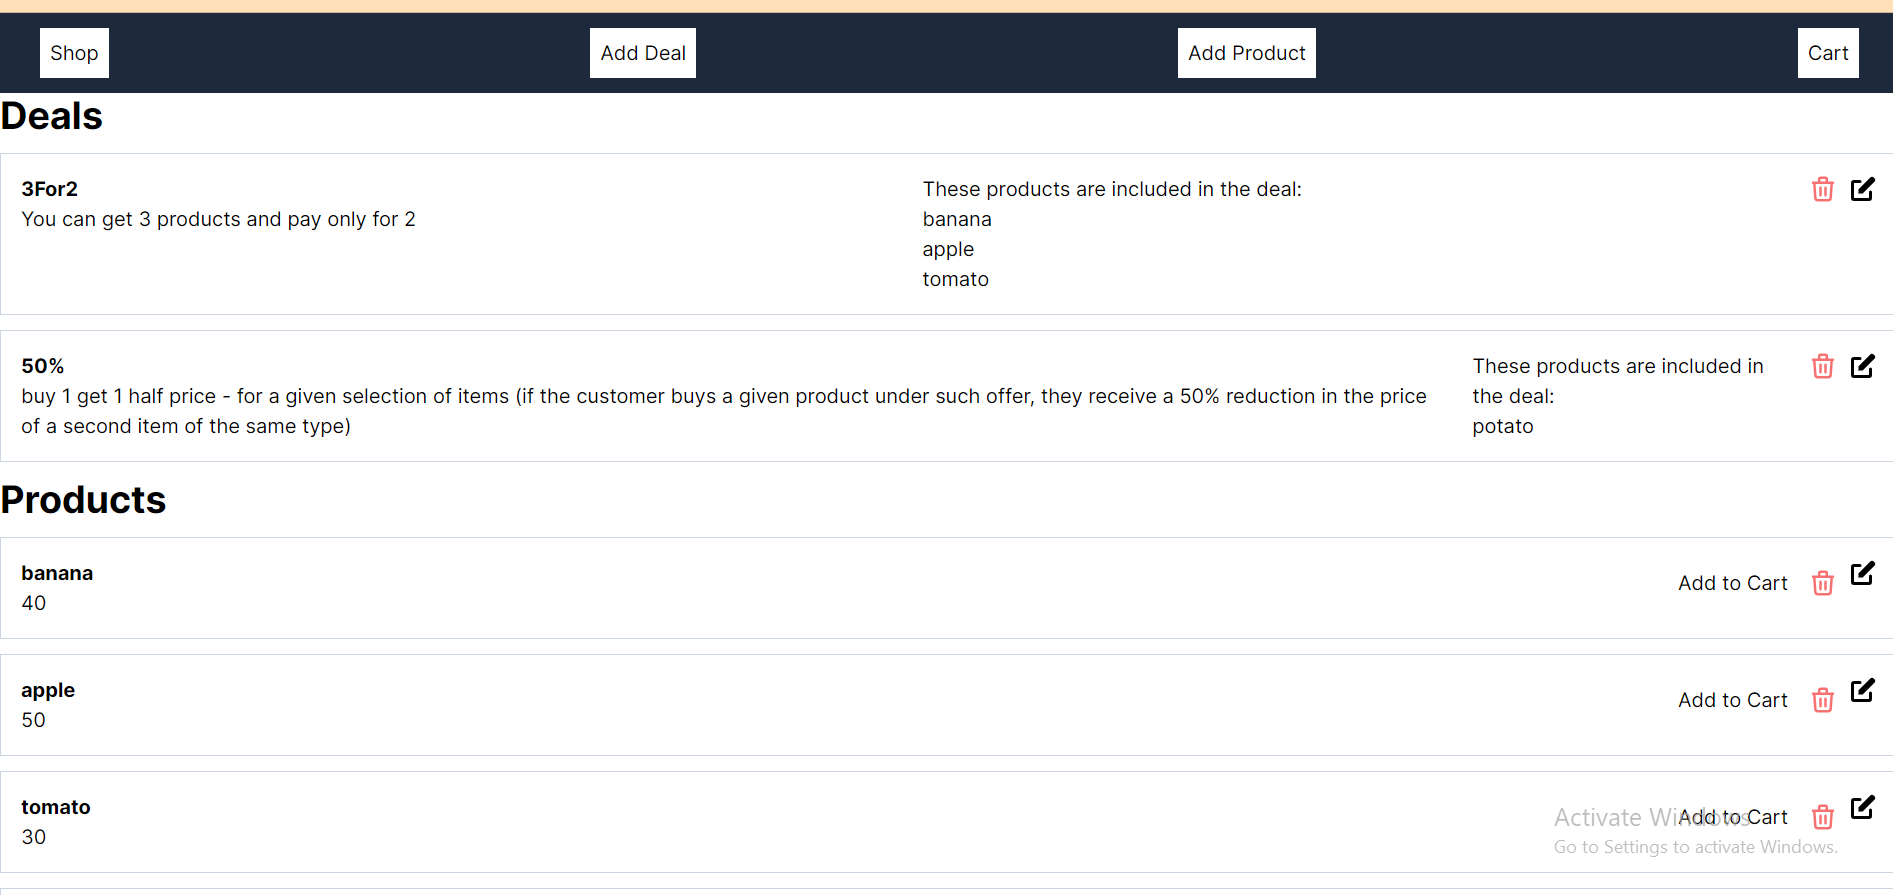 Shop
Add Deal
Add Product
Cart
Deals
3For2
You can get 3 products and pay only for 2
These products are included in the deal:
banana
apple
tomato
50%
buy 1 get 1 half price - for a given selection of items (if the customer buys a given product under such offer, they receive a 50% reduction in the price
of a second item of the same type)
These products are included in
the deal:
potato
Products
banana
40
Add to Cart
apple
50
Add to Cart
tomato
30
Add to Cart
Activate Windows
Go to Settings to activate Windows.